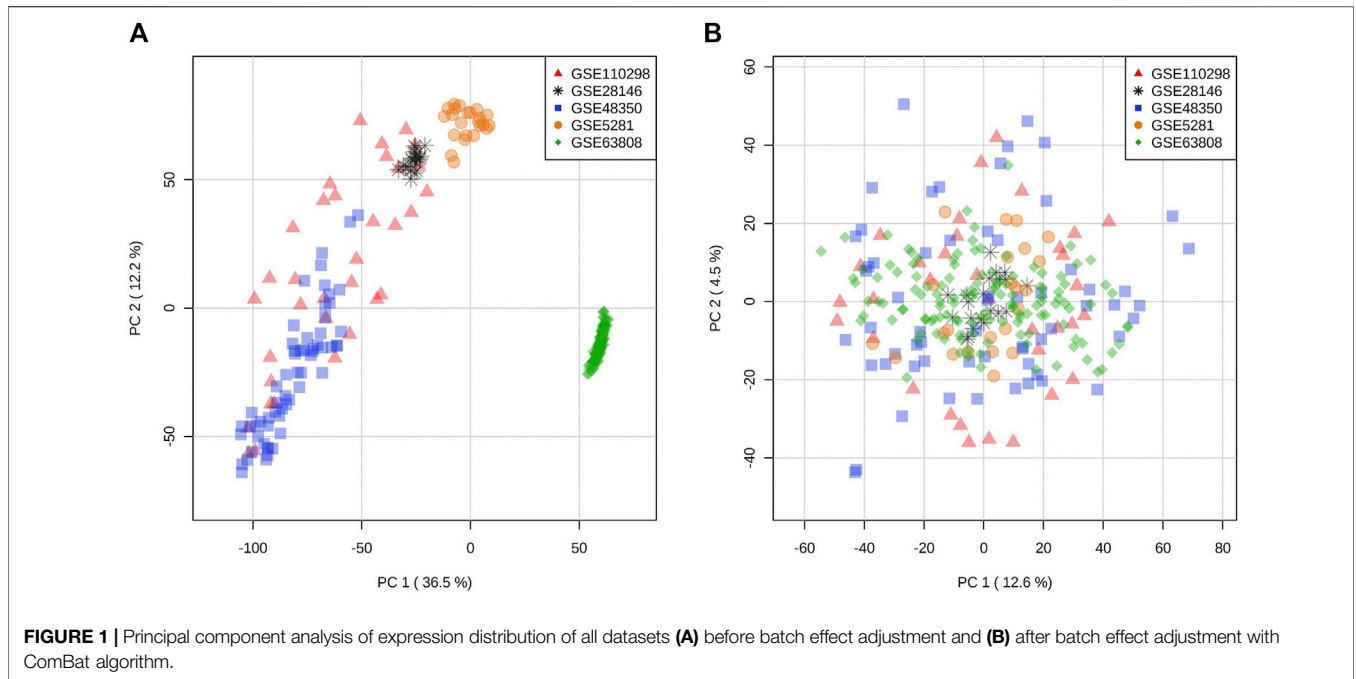 A
GSE110298
GSE28146
GSE48350
GSE5281
GSE63808
50
0
-50
PC 2 ( 12.2 %)
-100
-50
0
50
PC 1 ( 36.5 %)
B
GSE110298
GSE28146
GSE48350
GSE5281
GSE63808
60
40
20
0
-20
-40
PC 2 ( 4.5 %)
-60
-40
-20
0
20
40
60
80
PC 1 ( 12.6 %)
FIGURE 1 | Principal component analysis of expression distribution of all datasets (A) before batch effect adjustment and (B) after batch effect adjustment with
ComBat algorithm.